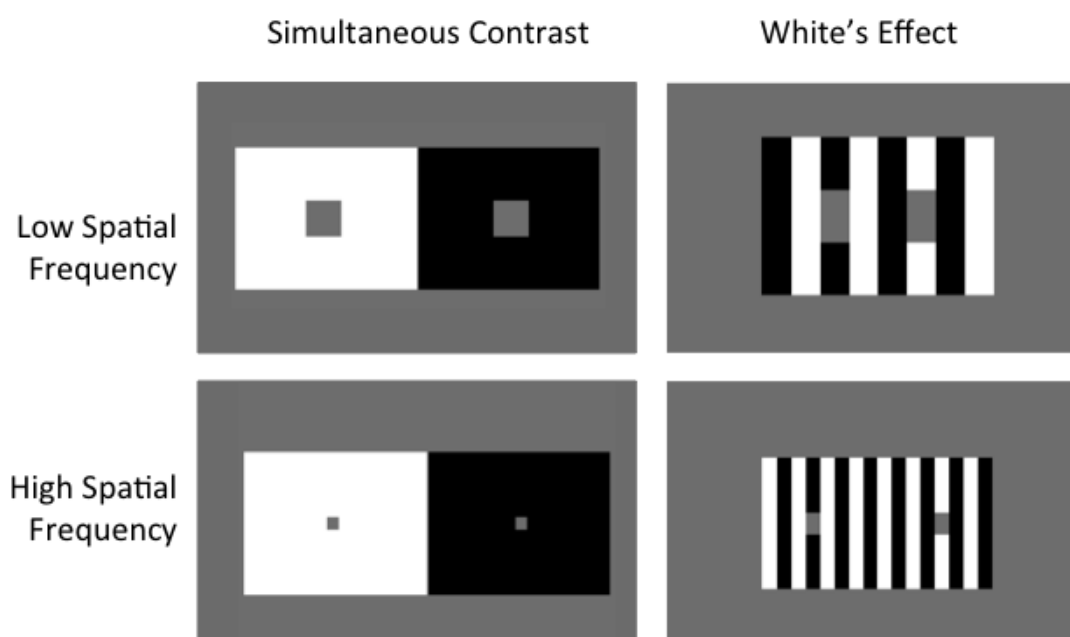 Simultaneous Contrast
White’s Effect
Low Spatial
Frequency
High Spatial
Frequency